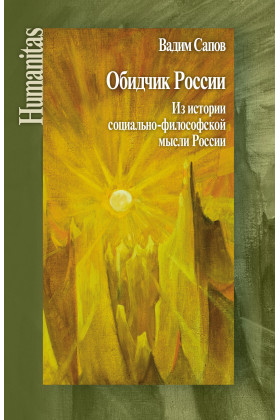 Humanitas
Вадим Сапов
Обидчик России
Из истории
социально-философской
мысли России